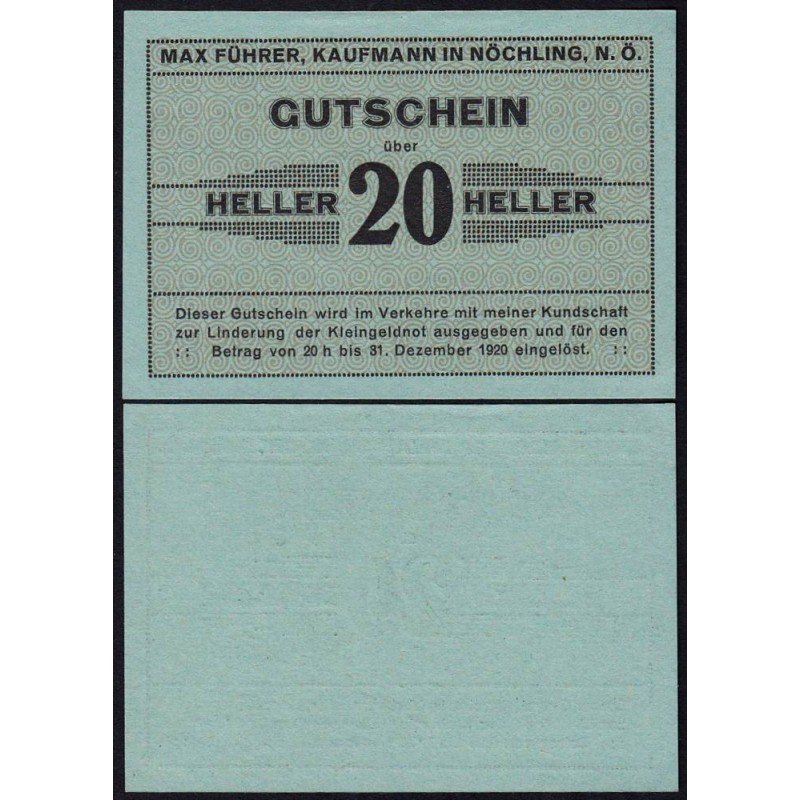 MAX FÜHRER, KAUFMANN IN NÖCHLING, N. Ö.
GUTSCHEIN
über
HELLER 20 HELLER
Dieser Gutschein wird im Verkehre mit meiner Kundschaft
zur Linderung der Kleingeldnot ausgegeben und für den
:: Betrag von 20 h bis 31. Dezember 1920 eingelöst. ::